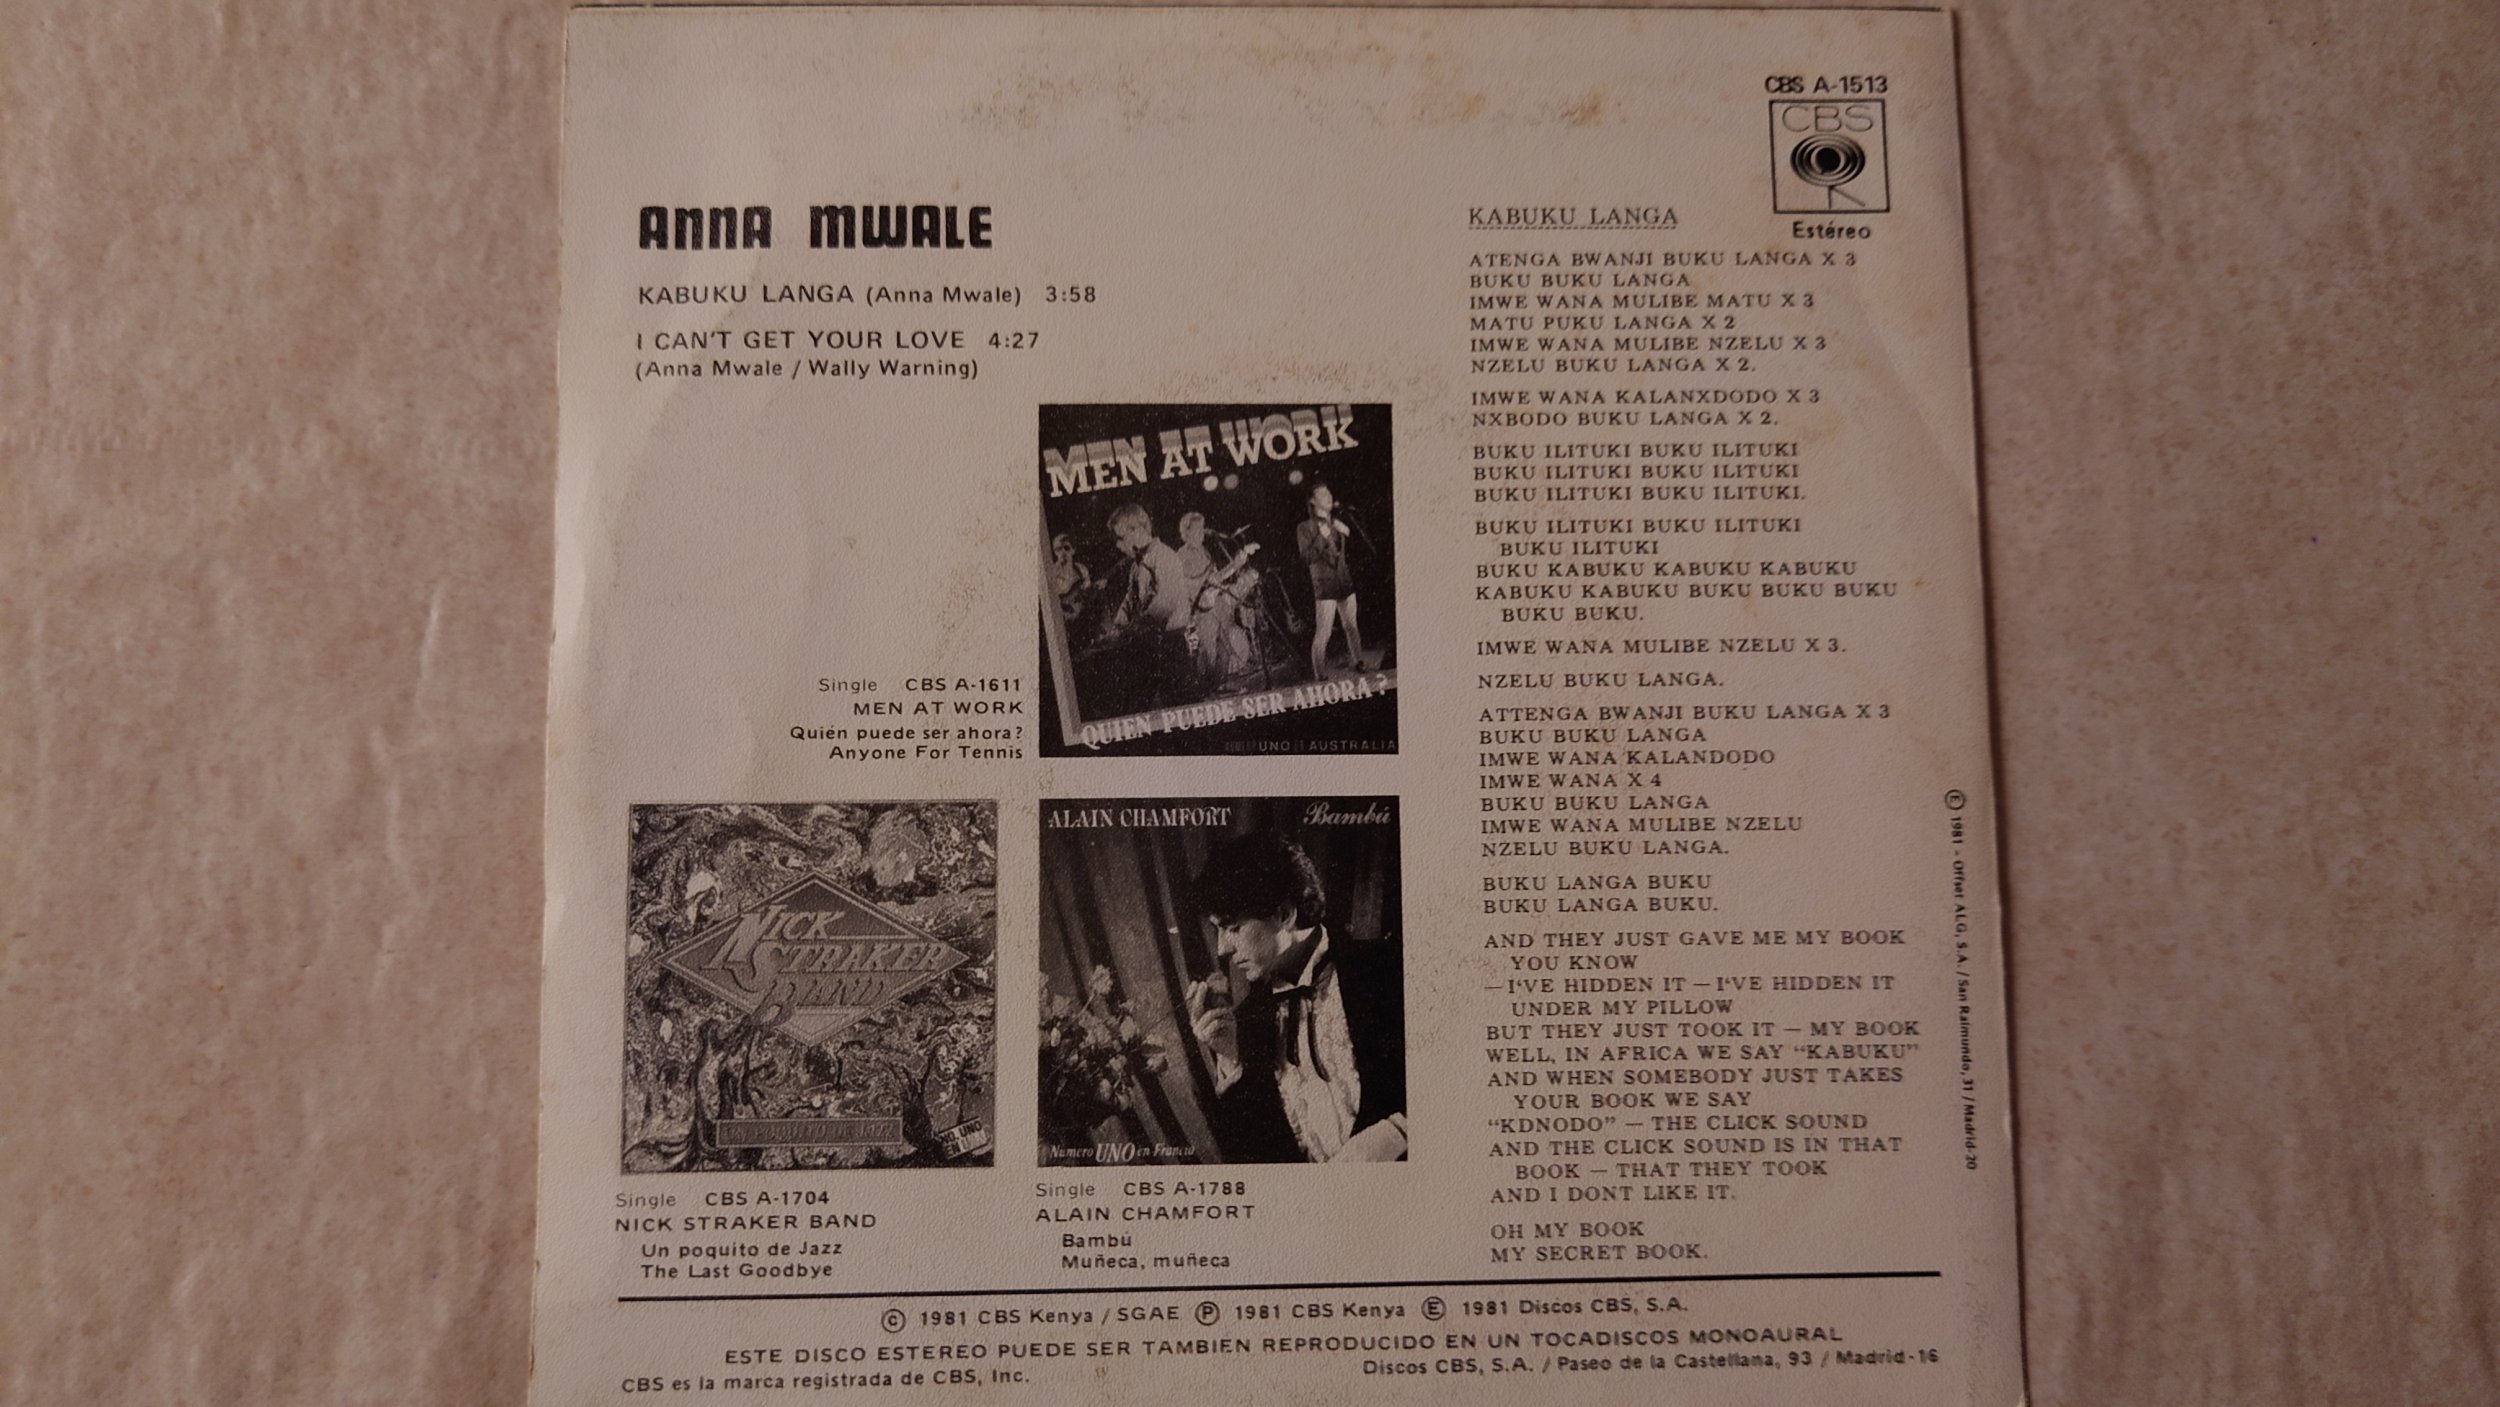 CBS A-1513
CBS
Estéreo
ANNA MWALE
KABUKU LANGA (Anna Mwale) 3:58
I CAN'T GET YOUR LOVE 4:27
(Anna Mwale / Wally Warning)
MEN AT WORK
QUIEN PUEDE SER AHORA?
UNO EN AUSTRALIA
Single CBS A-1611
MEN AT WORK
Quién puede ser ahora?
Anyone For Tennis
NICK
STRAKER
BAND
UN POQUITO DE JAZZ
Single CBS A-1704
NICK STRAKER BAND
Un poquito de Jazz
The Last Goodbye
ALAIN CHAMFORT Bambú
Numero UNO en Francia
Single CBS A-1788
ALAIN CHAMFORT
Bambú
Muñeca, muñeca
KABUKU LANGA
ATENGA BWANJI BUKU LANGA X 3
BUKU BUKU LANGA
IMWE WANA MULIBE MATU X 3
MATU PUKU LANGA X 2
IMWE WANA MULIBE NZELU X 3
NZELU BUKU LANGA X 2.
IMWE WANA KALANXDODO X 3
NXBODO BUKU LANGA X 2.
BUKU ILITUKI BUKU ILITUKI
BUKU ILITUKI BUKU ILITUKI
BUKU ILITUKI BUKU ILITUKI.
BUKU ILITUKI BUKU ILITUKI
BUKU ILITUKI
BUKU KABUKU KABUKU KABUKU
KABUKU KABUKU BUKU BUKU BUKU
BUKU BUKU.
IMWE WANA MULIBE NZELU X 3.
NZELU BUKU LANGA.
ATTENGA BWANJI BUKU LANGA X 3
BUKU BUKU LANGA
IMWE WANA KALANDODO
IMWE WANA X 4
BUKU BUKU LANGA
IMWE WANA MULIBE NZELU
NZELU BUKU LANGA.
BUKU LANGA BUKU
BUKU LANGA BUKU.
AND THEY JUST GAVE ME MY BOOK
YOU KNOW
— I'VE HIDDEN IT — I'VE HIDDEN IT
UNDER MY PILLOW
BUT THEY JUST TOOK IT — MY BOOK
WELL, IN AFRICA WE SAY "KABUKU"
AND WHEN SOMEBODY JUST TAKES
YOUR BOOK WE SAY
"KDNODO" — THE CLICK SOUND
AND THE CLICK SOUND IS IN THAT
BOOK — THAT THEY TOOK
AND I DONT LIKE IT.
OH MY BOOK
MY SECRET BOOK.
Ⓔ 1981 - Offset ALG, S.A. / San Raimundo, 31 / Madrid-20
© 1981 CBS Kenya / SGAE Ⓟ 1981 CBS Kenya Ⓔ 1981 Discos CBS, S.A.
ESTE DISCO ESTEREO PUEDE SER TAMBIEN REPRODUCIDO EN UN TOCADISCOS MONOAURAL
CBS es la marca registrada de CBS, Inc. Discos CBS, S.A. / Paseo de la Castellana, 93 / Madrid-16